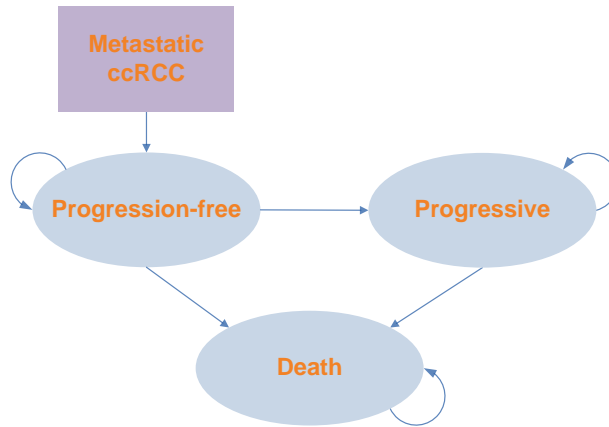 Metastatic
ccRCC
Progression-free
Progressive
Death